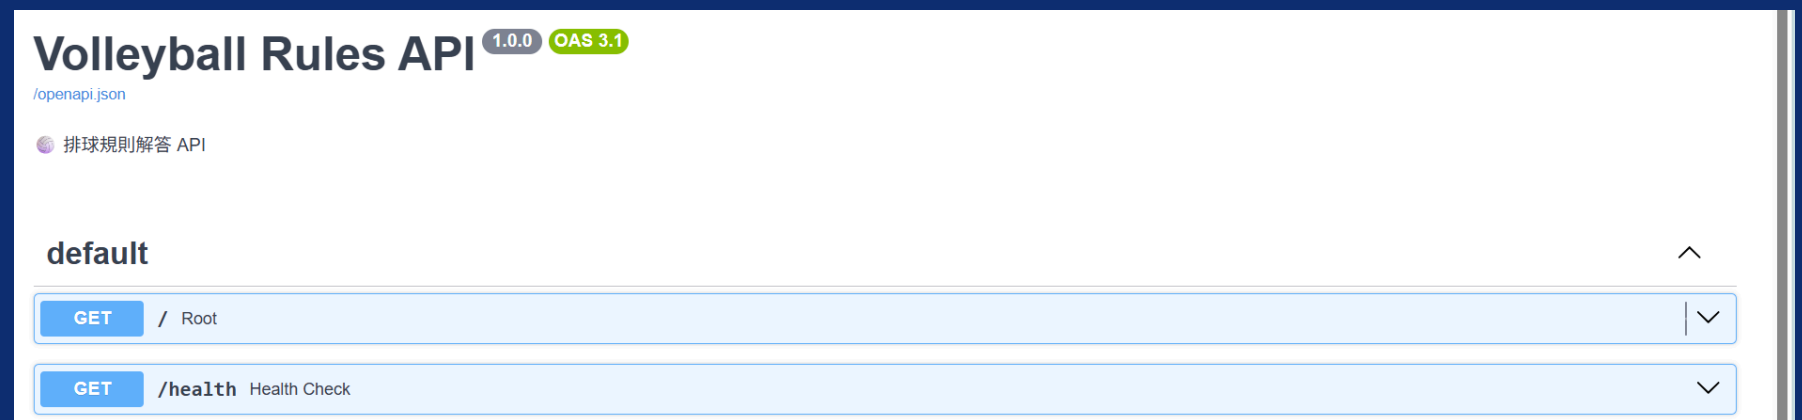 Volleyball Rules API 1.0.0 OAS 3.1
/openapi.json
排球規則解答 API
default
GET / Root
GET /health Health Check